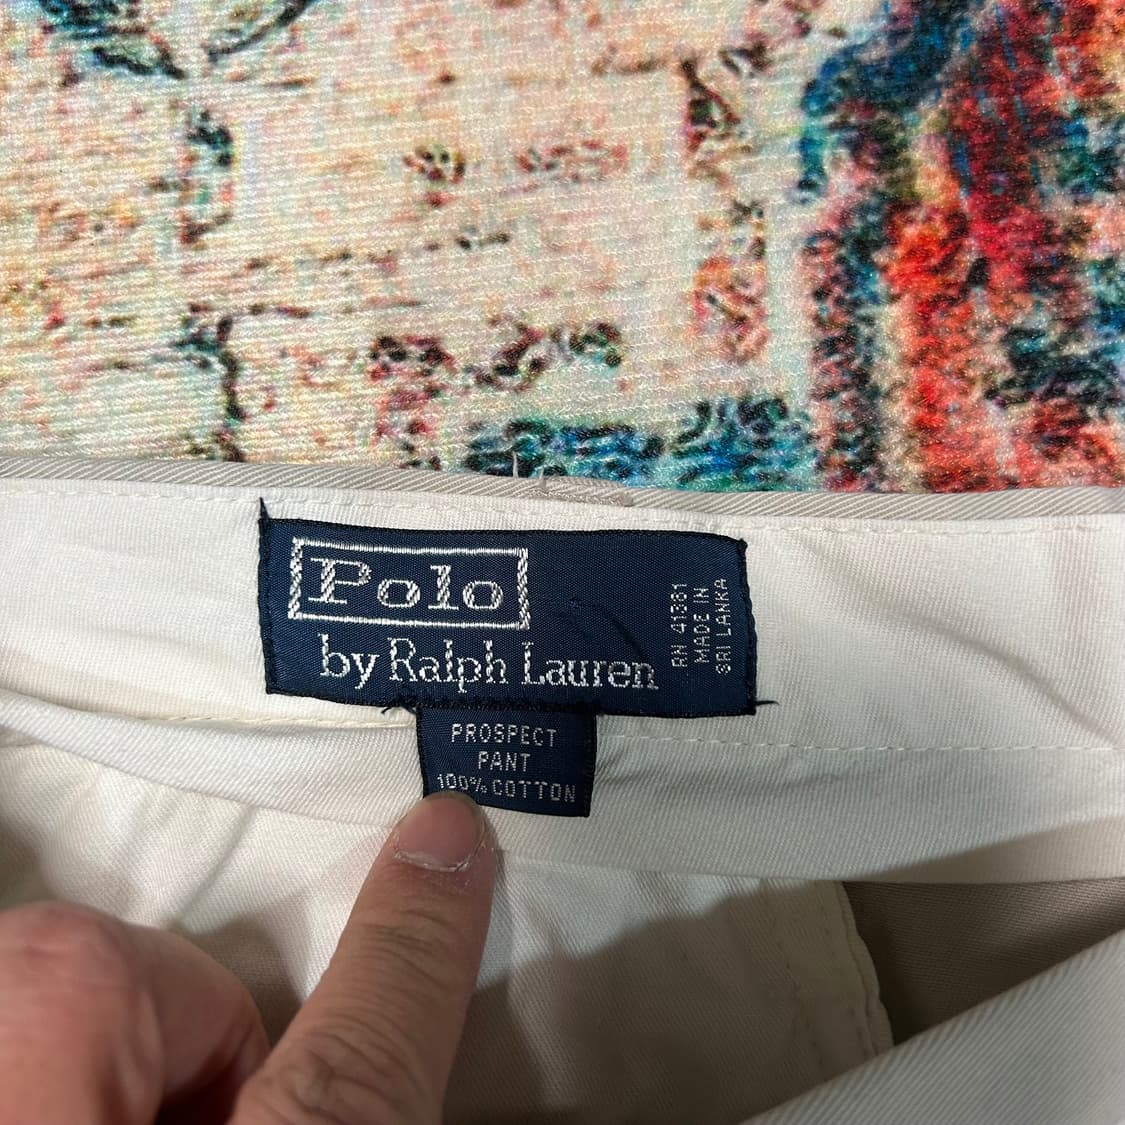 Polo
by Ralph Lauren
RN 41381
MADE IN
SRI LANKA
PROSPECT
PANT
100% COTTON